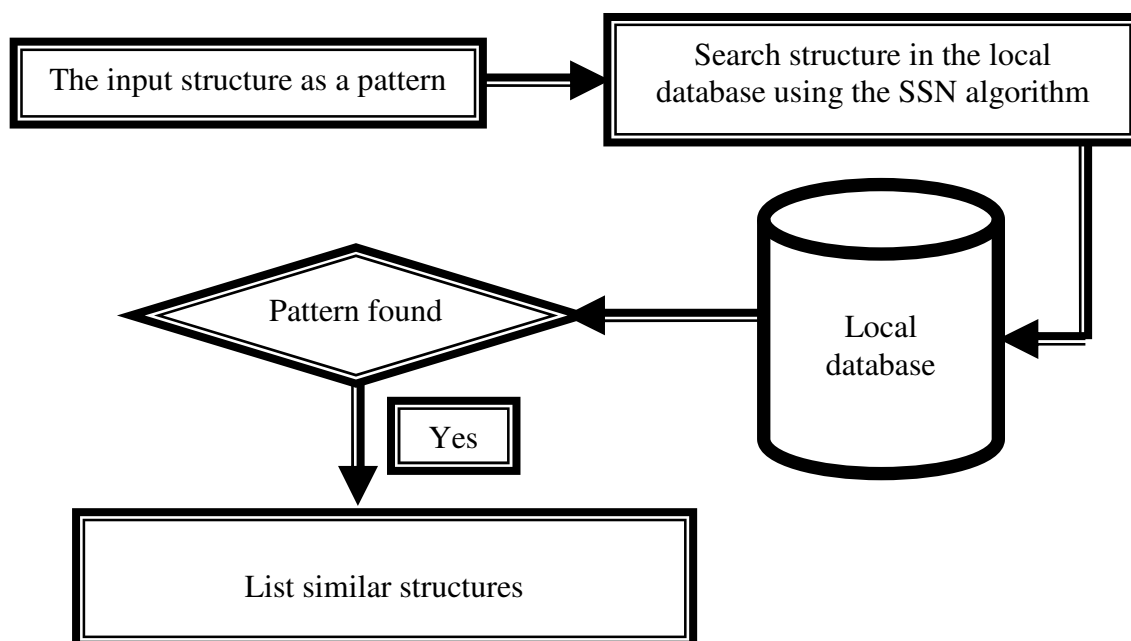 The input structure as a pattern
Search structure in the local
database using the SSN algorithm
Pattern found
Local
database
Yes
List similar structures